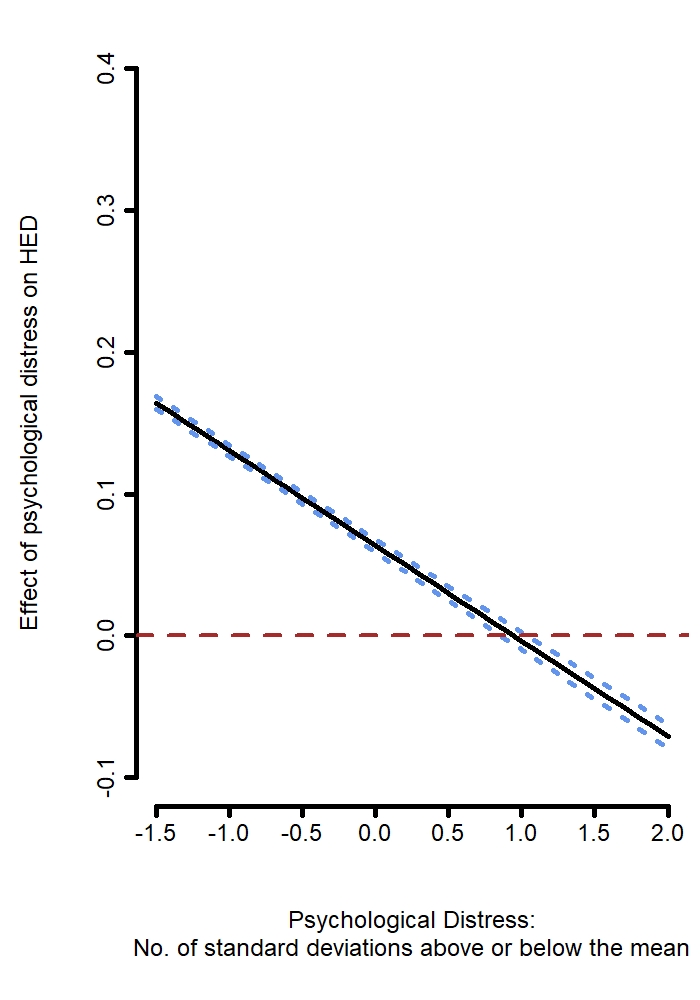 0.4
0.3
0.2
0.1
0.0
-0.1
Effect of psychological distress on HED
-1.5 -1.0 -0.5 0.0 0.5 1.0 1.5 2.0
Psychological Distress:
No. of standard deviations above or below the mean